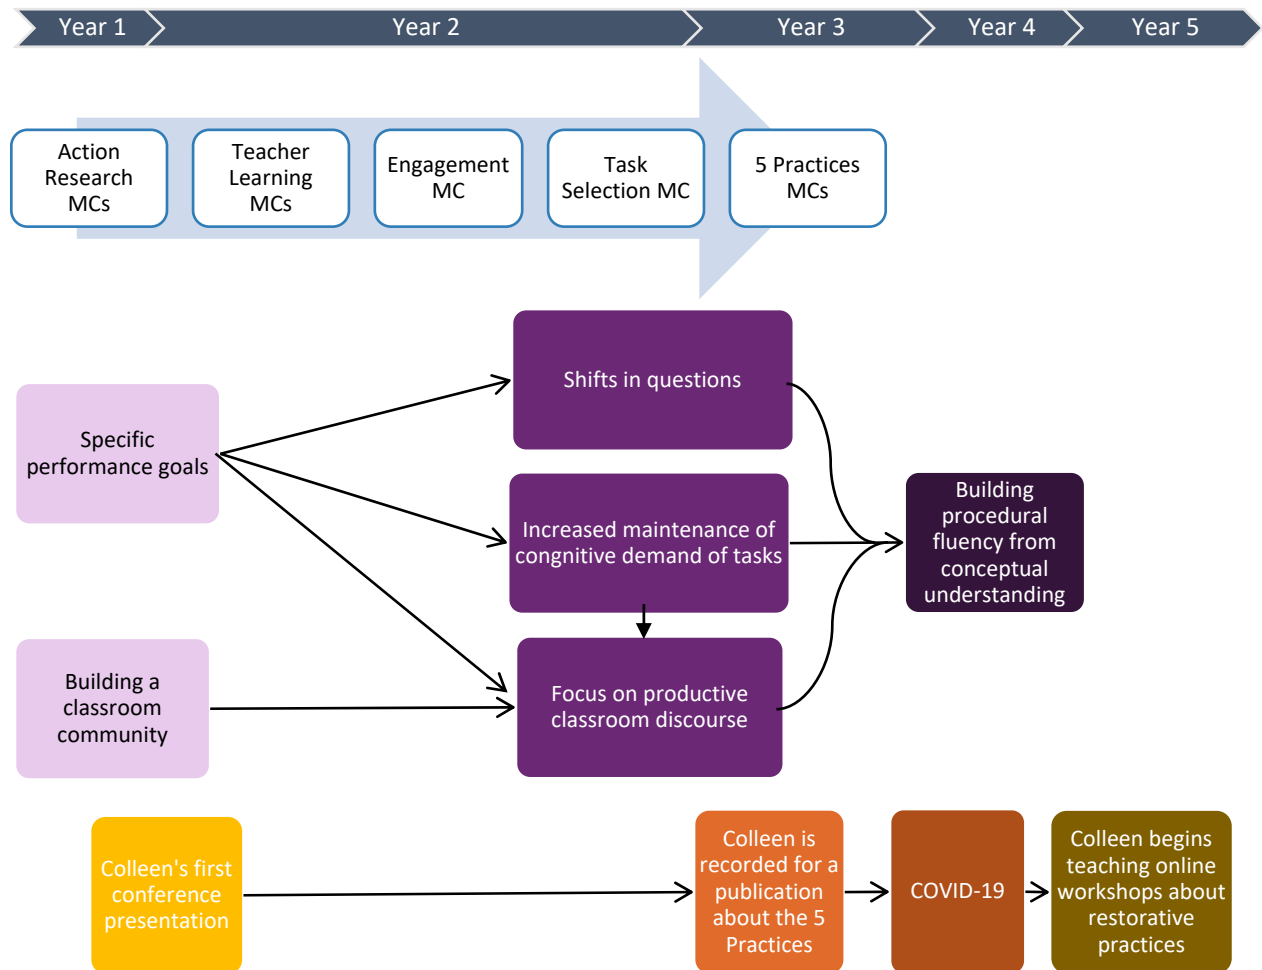 Year 1
Year 2
Year 3
Year 4
Year 5
Action
Research
MCs
Teacher
Learning
MCs
Engagement
MC
Task
Selection MC
5 Practices
MCs
Shifts in questions
Specific
performance goals
Increased maintenance of
congnitive demand of tasks
Building
procedural
fluency from
conceptual
understanding
Building a
classroom
community
Focus on productive
classroom discourse
Colleen's first
conference
presentation
Colleen is
recorded for a
publication
about the 5
Practices
COVID-19
Colleen begins
teaching online
workshops about
restorative
practices